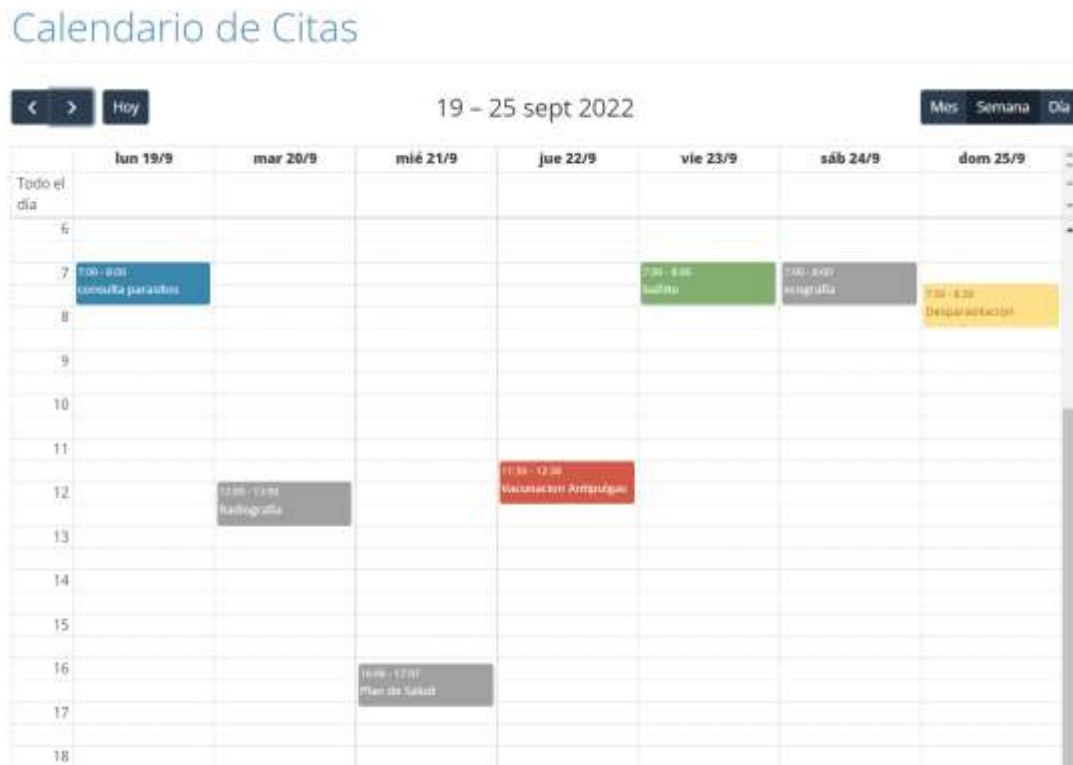 Calendario de Citas
Hoy
19 – 25 sept 2022
Mes Semana Día
lun 19/9 mar 20/9 mié 21/9 jue 22/9 vie 23/9 sáb 24/9 dom 25/9
Todo el
día
6
7
7:00 - 8:00
consulta parasitos
7:00 - 8:00
7:00 - 8:00
ecografia
7:30 - 8:30
Desparasitacion
8
9
10
11
11:30 - 12:30
Vacunacion Antipulgas
12
12:00 - 13:00
Radiografia
13
14
15
16
Plan de Salud
17
18